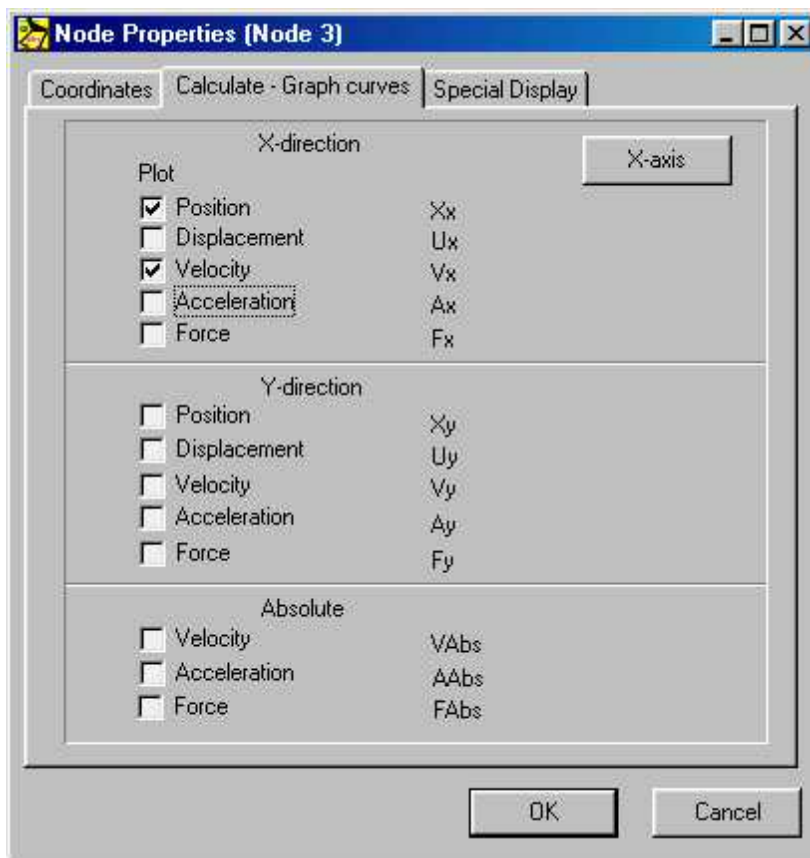 Node Properties (Node 3)
Coordinates Calculate - Graph curves Special Display
X-direction X-axis
Plot
Position Xx
Displacement Ux
Velocity Vx
Acceleration Ax
Force Fx
Y-direction
Position Xy
Displacement Uy
Velocity Vy
Acceleration Ay
Force Fy
Absolute
Velocity VAbs
Acceleration AAbs
Force FAbs
OK Cancel